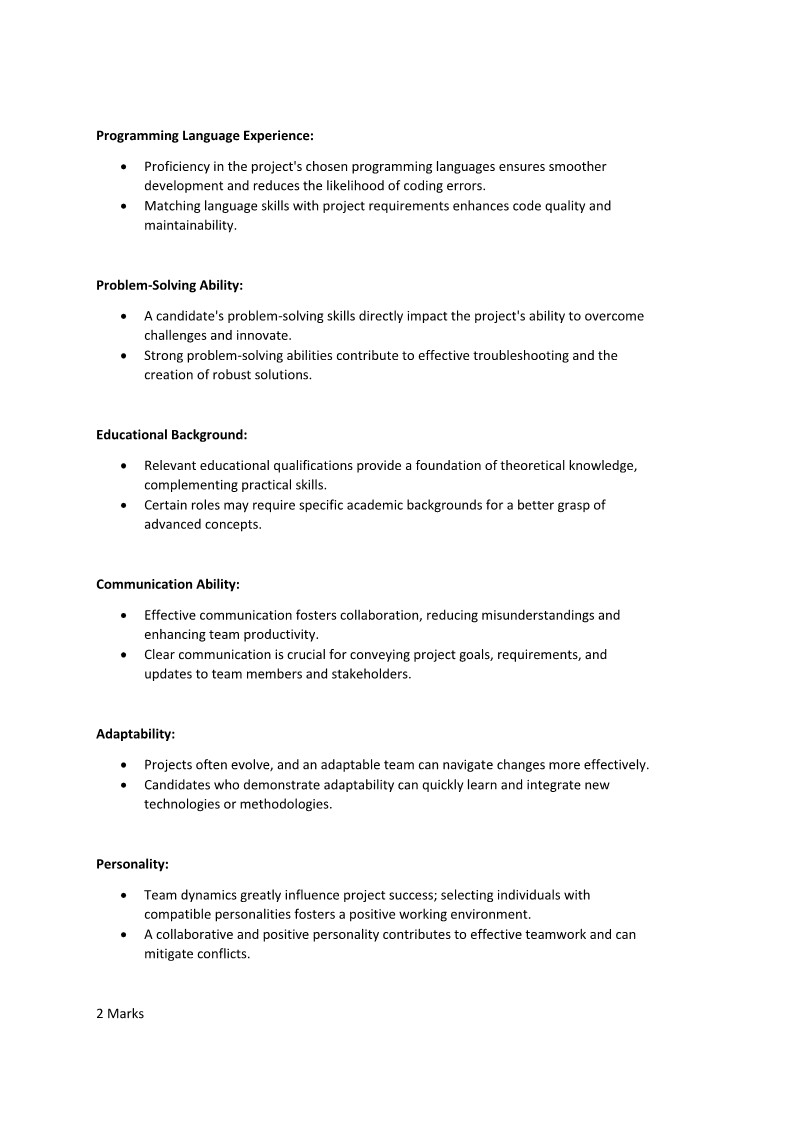 Programming Language Experience:
• Proficiency in the project's chosen programming languages ensures smoother
development and reduces the likelihood of coding errors.
• Matching language skills with project requirements enhances code quality and
maintainability.
Problem-Solving Ability:
• A candidate's problem-solving skills directly impact the project's ability to overcome
challenges and innovate.
• Strong problem-solving abilities contribute to effective troubleshooting and the
creation of robust solutions.
Educational Background:
• Relevant educational qualifications provide a foundation of theoretical knowledge,
complementing practical skills.
• Certain roles may require specific academic backgrounds for a better grasp of
advanced concepts.
Communication Ability:
• Effective communication fosters collaboration, reducing misunderstandings and
enhancing team productivity.
• Clear communication is crucial for conveying project goals, requirements, and
updates to team members and stakeholders.
Adaptability:
• Projects often evolve, and an adaptable team can navigate changes more effectively.
• Candidates who demonstrate adaptability can quickly learn and integrate new
technologies or methodologies.
Personality:
• Team dynamics greatly influence project success; selecting individuals with
compatible personalities fosters a positive working environment.
• A collaborative and positive personality contributes to effective teamwork and can
mitigate conflicts.
2 Marks